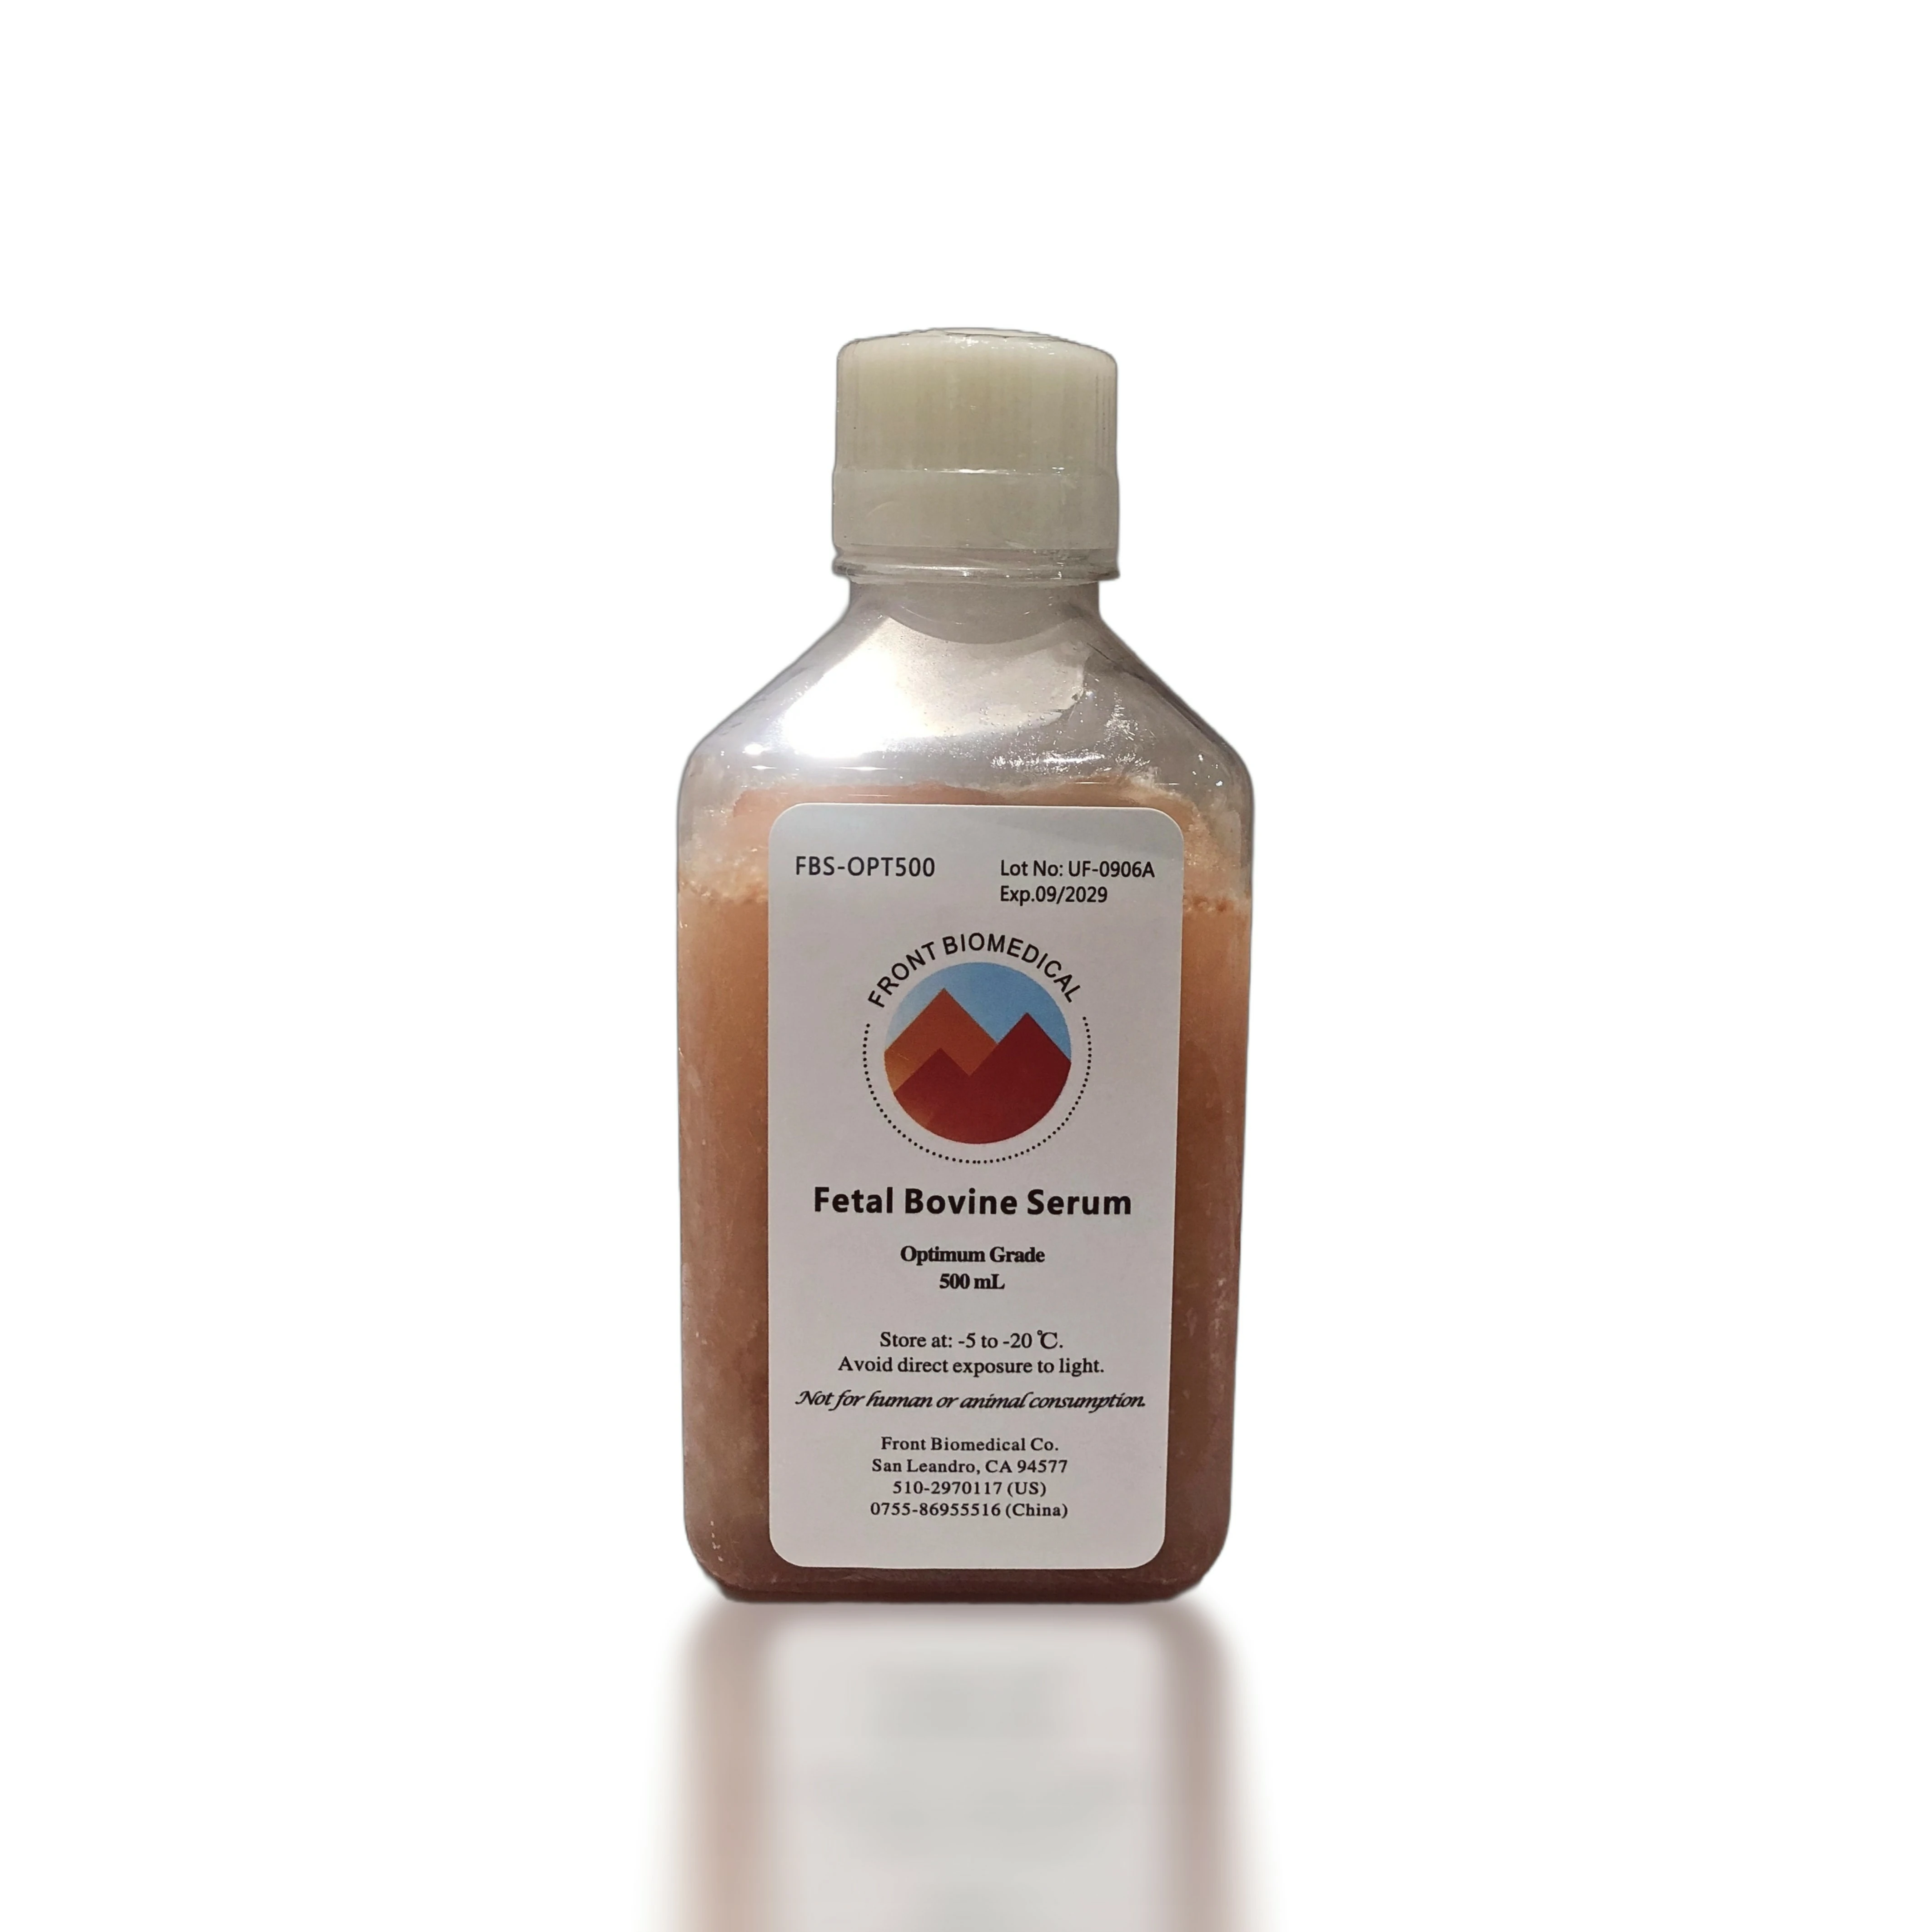 FBS-OPT500
Lot No: UF-0906A
Exp.09/2029
FRONT BIOMEDICAL
Fetal Bovine Serum
Optimum Grade
500 mL
Store at: -5 to -20 ℃.
Avoid direct exposure to light.
Not for human or animal consumption.
Front Biomedical Co.
San Leandro, CA 94577
510-2970117 (US)
0755-86955516 (China)